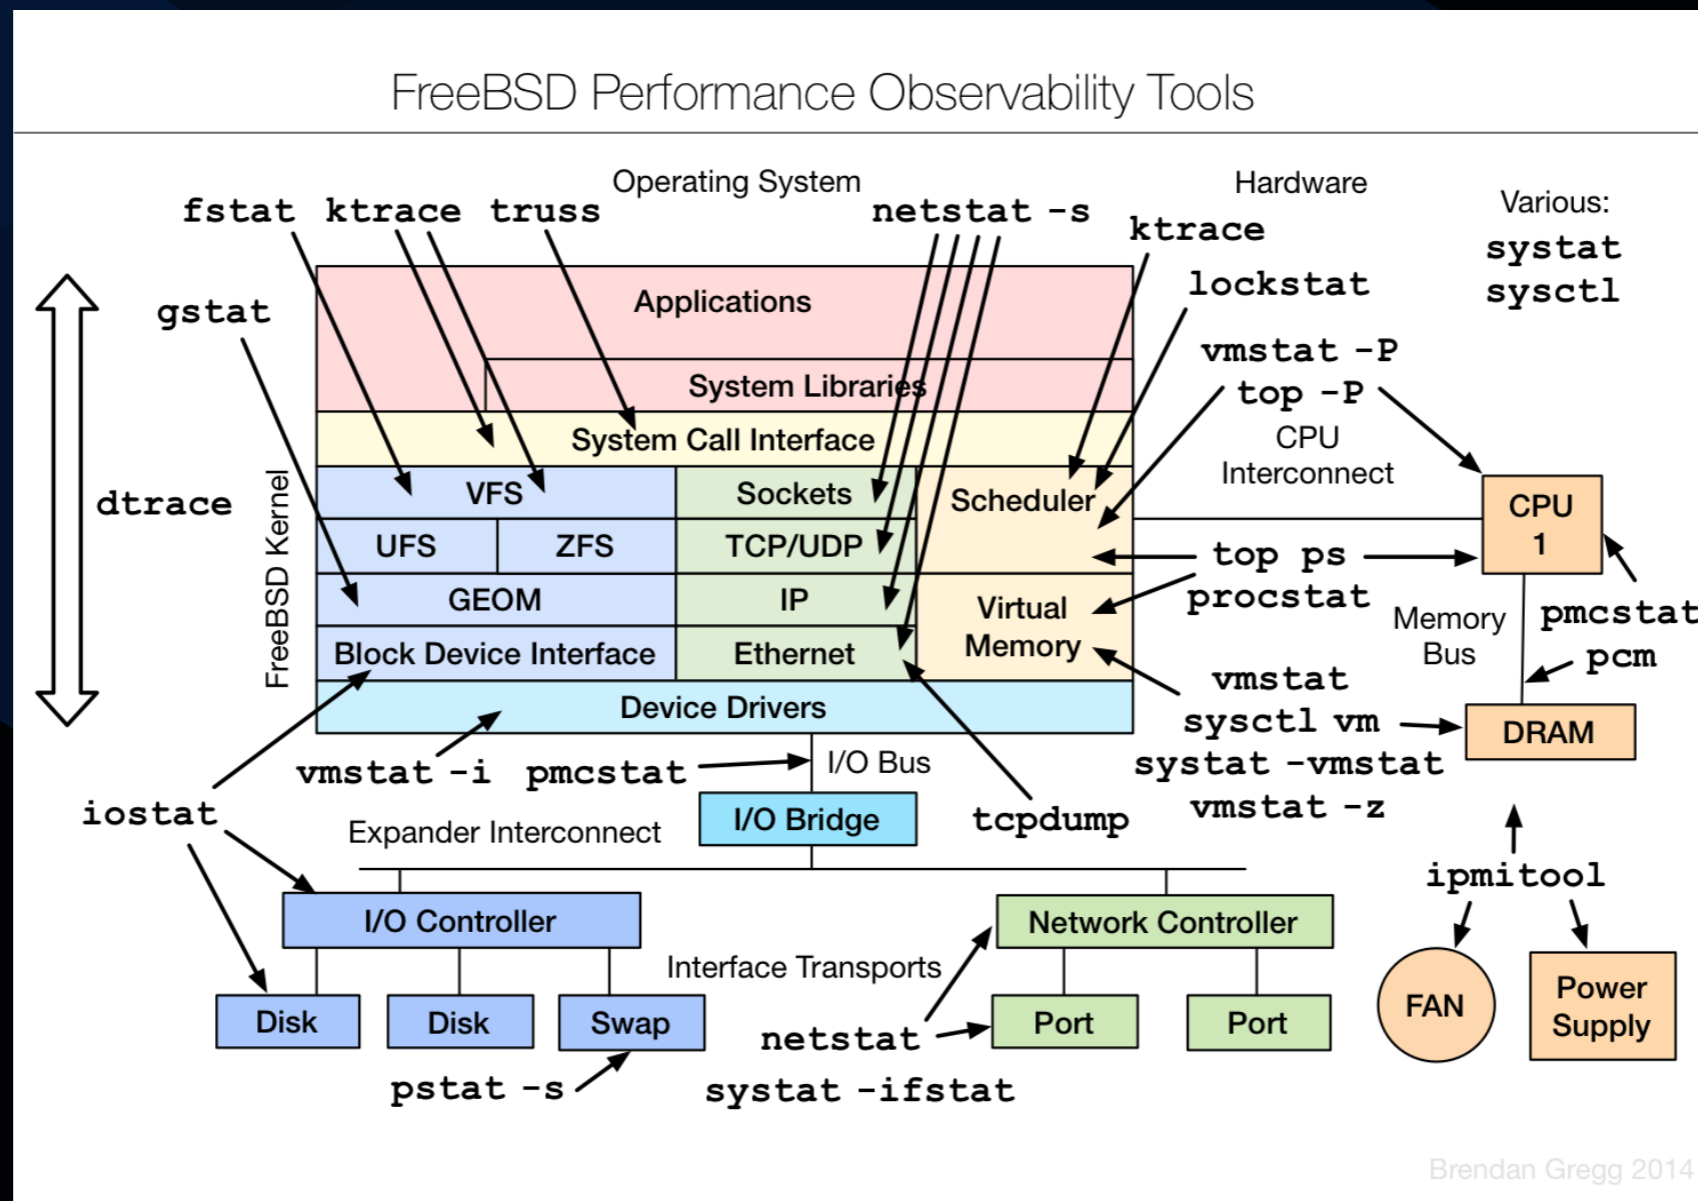 FreeBSD Performance Observability Tools
Operating System
Hardware
Various:
systat
sysctl
fstat
ktrace
truss
netstat -s
ktrace
lockstat
gstat
vmstat -P
top -P
dtrace
FreeBSD Kernel
Applications
System Libraries
System Call Interface
VFS
Sockets
Scheduler
UFS
ZFS
TCP/UDP
GEOM
IP
Virtual
Memory
Block Device Interface
Ethernet
Device Drivers
CPU
Interconnect
CPU
1
top ps
procstat
Memory
Bus
pmcstat
pcm
vmstat
sysctl vm
systat -vmstat
vmstat -z
DRAM
vmstat -i
pmcstat
I/O Bus
iostat
Expander Interconnect
I/O Bridge
tcpdump
ipmitool
I/O Controller
Network Controller
Interface Transports
Disk
Disk
Swap
netstat
systat -ifstat
Port
Port
FAN
Power
Supply
pstat -s
Brendan Gregg 2014